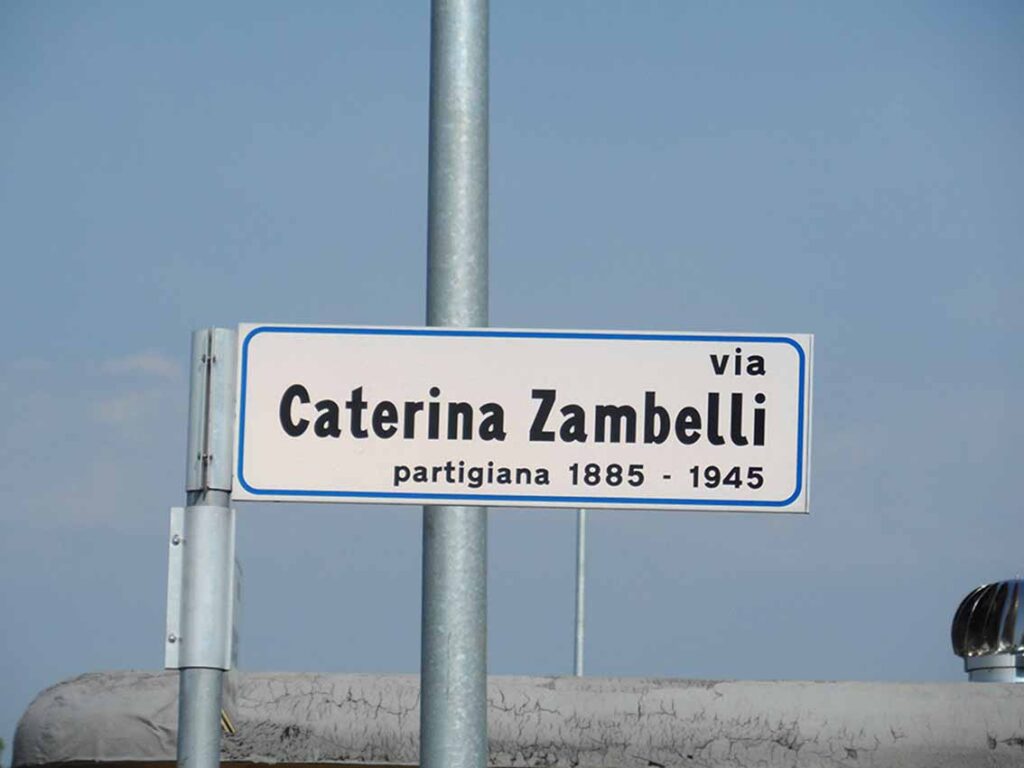 via
Caterina Zambelli
partigiana 1885 - 1945